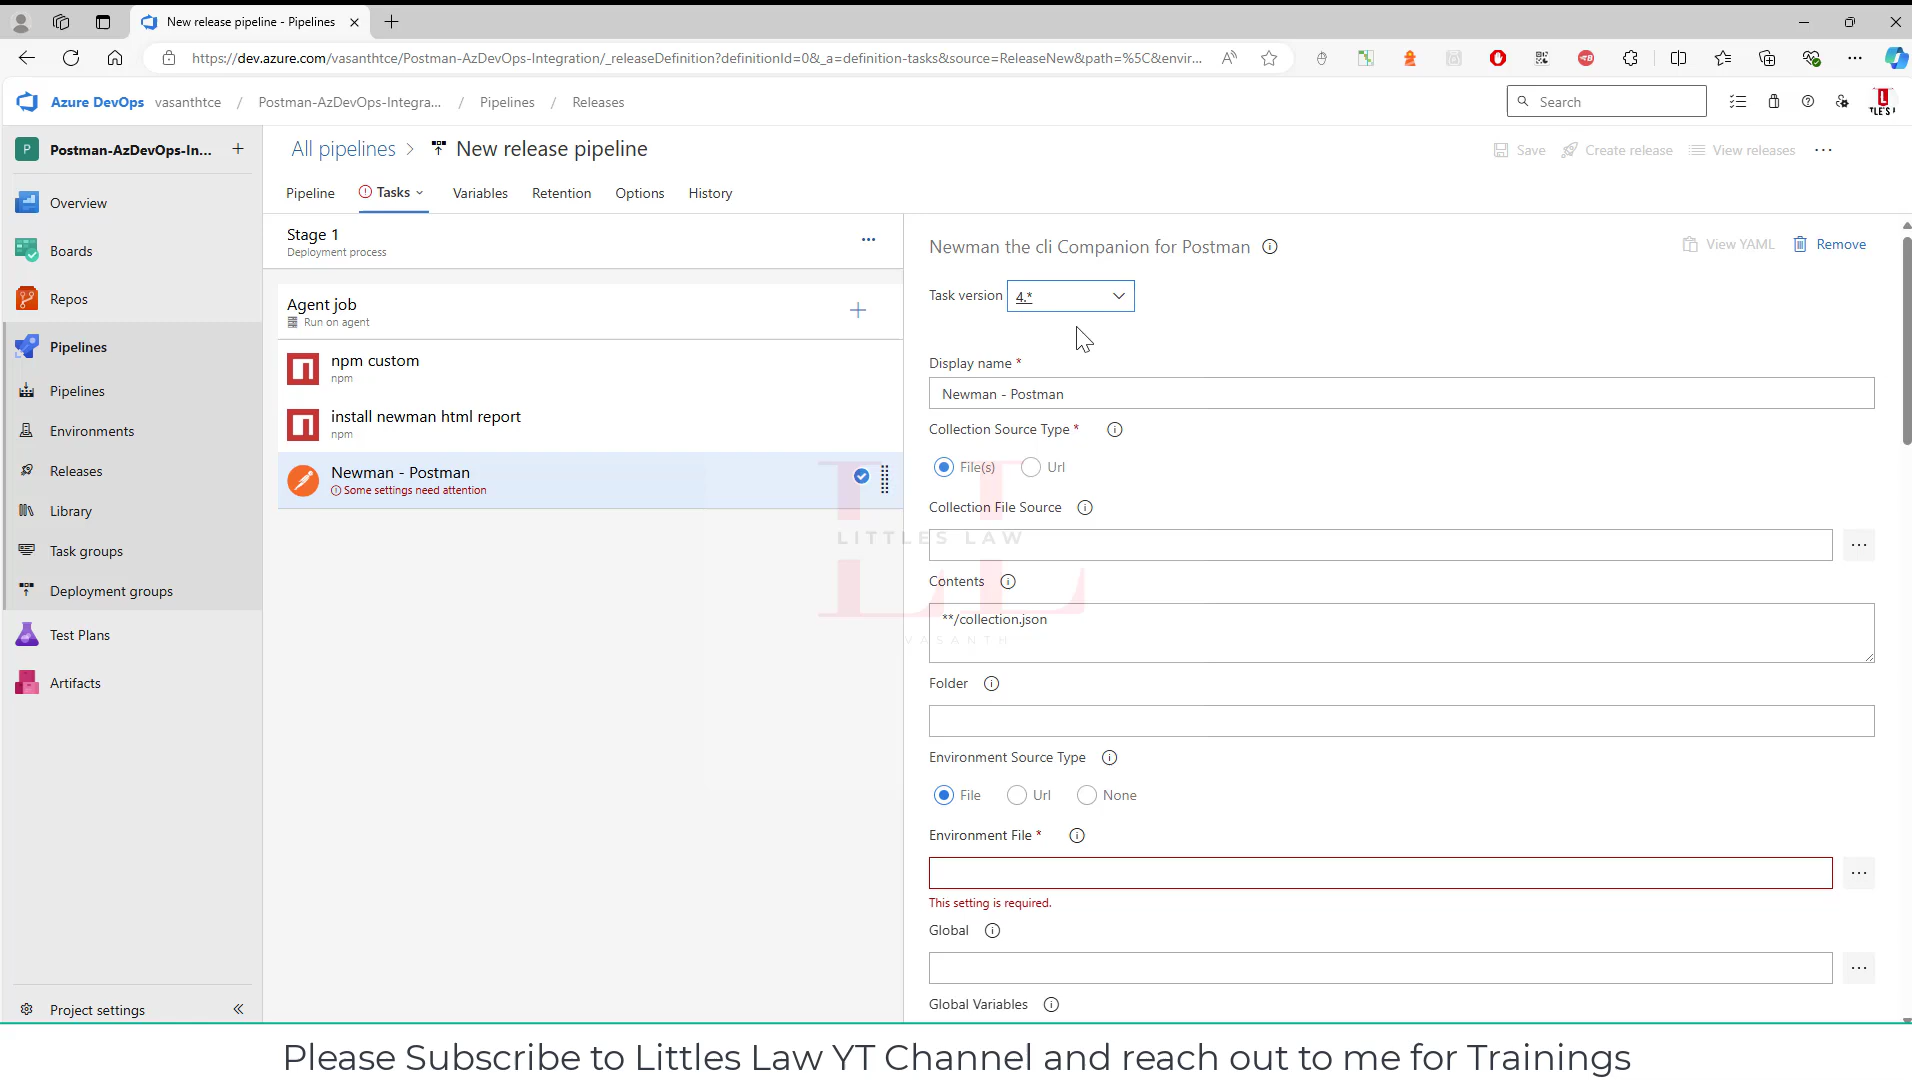 New release pipeline - Pipelines
https://dev.azure.com/vasanthtce/Postman-AzDevOps-Integration/_releaseDefinition?definitionId=0&_a=definition-tasks&source=ReleaseNew&path=%5C&envir...
Azure DevOps vasanthtce / Postman-AzDevOps-Integra... / Pipelines / Releases
Search
P Postman-AzDevOps-In...
Overview
Boards
Repos
Pipelines
Pipelines
Environments
Releases
Library
Task groups
Deployment groups
Test Plans
Artifacts
Project settings
All pipelines > New release pipeline
Save Create release View releases
Pipeline Tasks Variables Retention Options History
Stage 1
Deployment process
Agent job
Run on agent
npm custom
npm
install newman html report
npm
Newman - Postman
Some settings need attention
Newman the cli Companion for Postman
View YAML Remove
Task version 4.*
Display name *
Newman - Postman
Collection Source Type *
File(s) Url
Collection File Source
LITTLES LAW
Contents
**/collection.json
VASANTH
Folder
Environment Source Type
File Url None
Environment File *
This setting is required.
Global
Global Variables
Please Subscribe to Littles Law YT Channel and reach out to me for Trainings